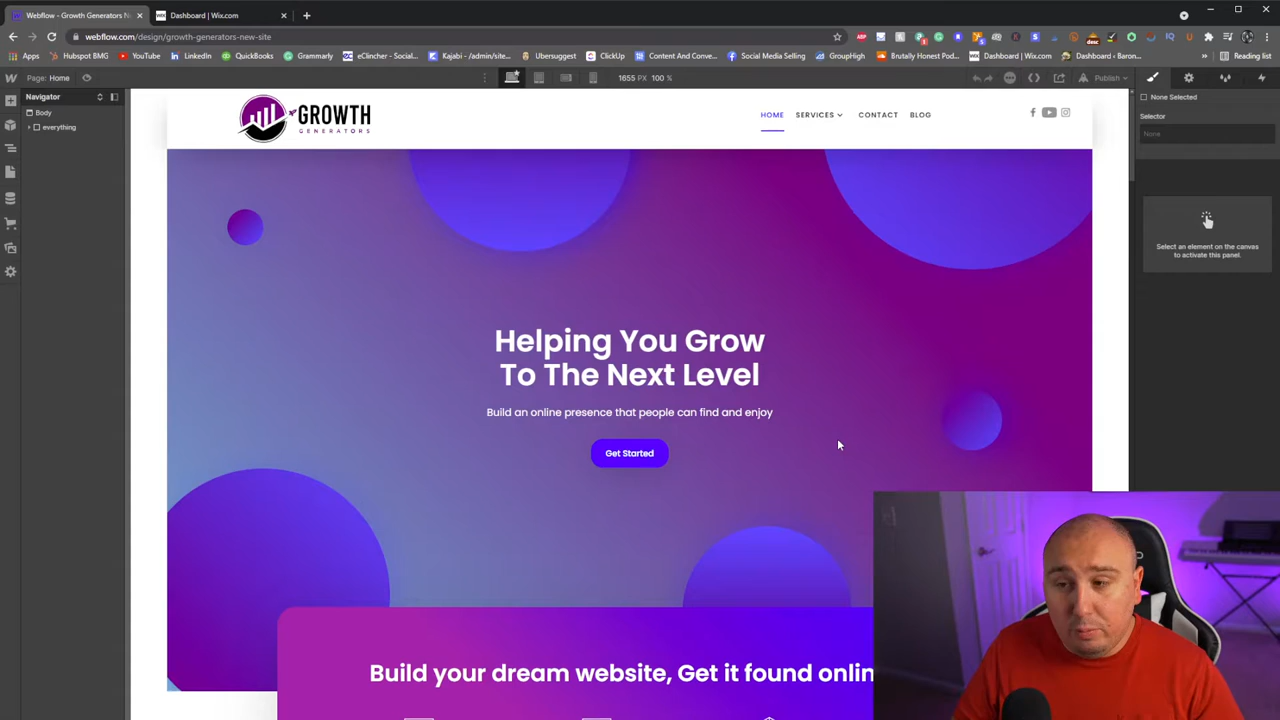 Webflow - Growth Generators Ne
Dashboard | Wix.com
webflow.com/design/growth-generators-new-site
Apps
Hubspot BMG
YouTube
LinkedIn
QuickBooks
Grammarly
eClincher - Social...
Kajabi - /admin/site...
Ubersuggest
ClickUp
Content And Conve...
Social Media Selling
GroupHigh
Brutally Honest Pod...
Dashboard | Wix.com
Dashboard ‹ Baron...
Reading list
Page: Home
1655 PX 100 %
Publish
Navigator
Body
everything
None Selected
Selector
None
Select an element on the canvas
to activate this panel.
GROWTH
GENERATORS
HOME
SERVICES
CONTACT
BLOG
Helping You Grow
To The Next Level
Build an online presence that people can find and enjoy
Get Started
Build your dream website, Get it found onlin